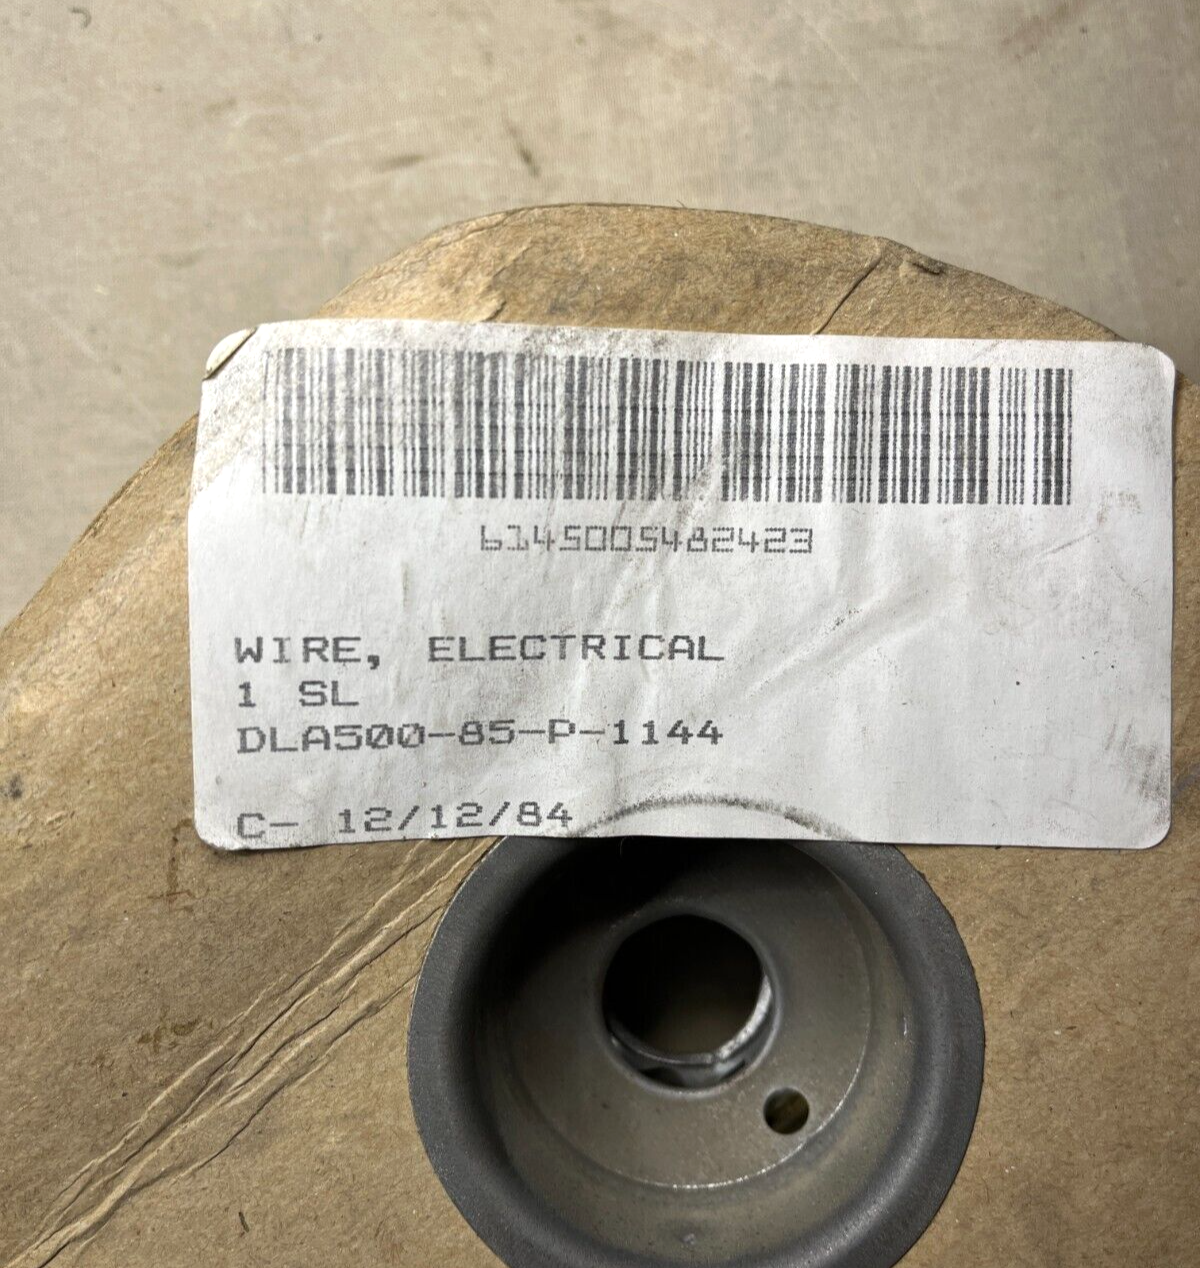 6145005482423
WIRE, ELECTRICAL
1 SL
DLA500-85-P-1144
C- 12/12/84